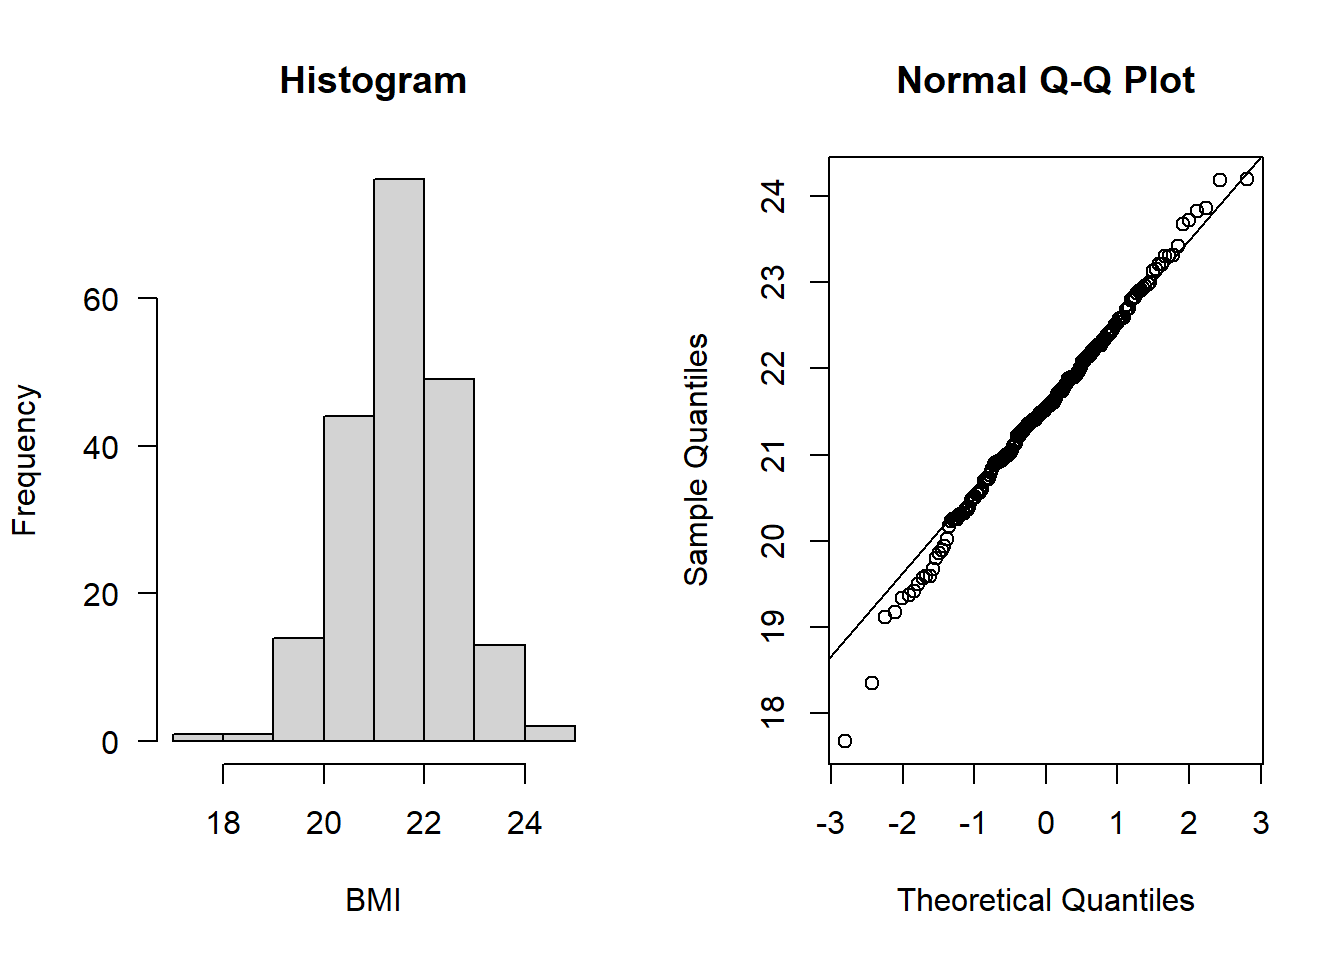 Histogram
Frequency
0
20
40
60
18 20 22 24
BMI
Normal Q-Q Plot
Sample Quantiles
18
19
20
21
22
23
24
-3 -2 -1 0 1 2 3
Theoretical Quantiles